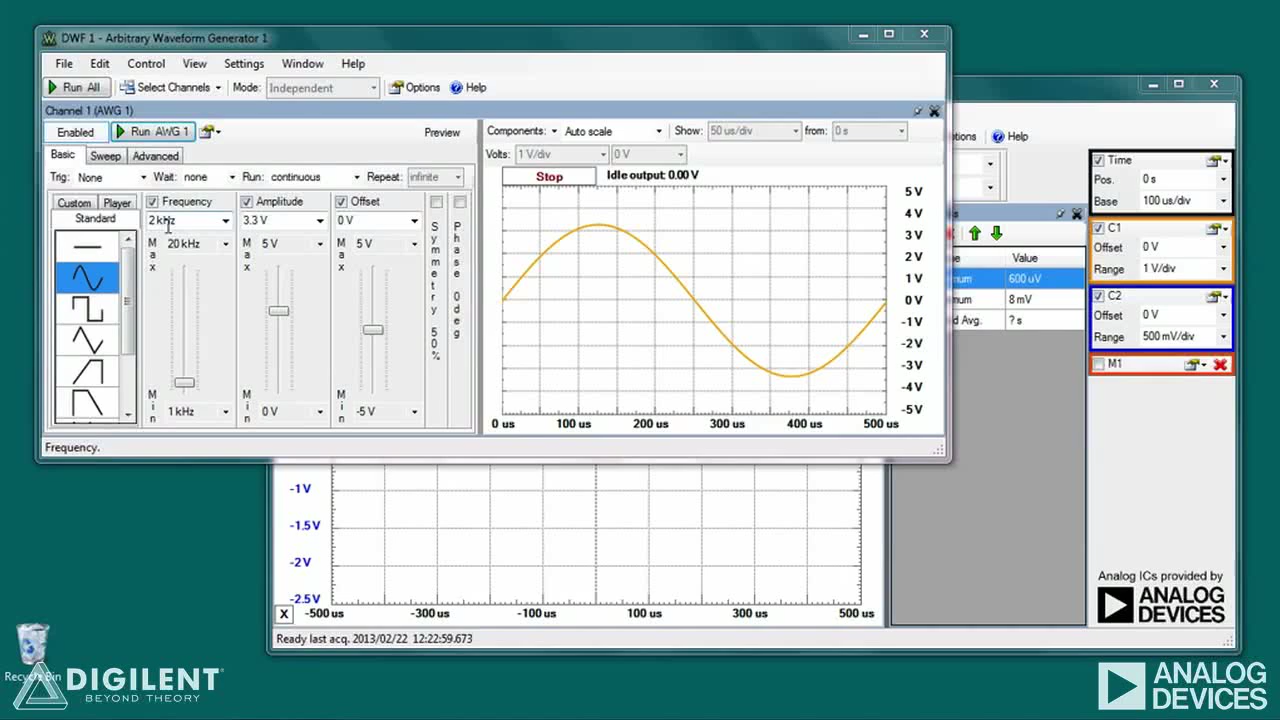 DWF 1 - Arbitrary Waveform Generator 1
File Edit Control View Settings Window Help
Run All Select Channels Mode: Independent Options Help
Channel 1 (AWG 1)
Enabled Run AWG 1 Preview
Basic Sweep Advanced
Trig: None Wait: none Run: continuous Repeat: infinite
Custom Player
Standard
Frequency Amplitude Offset
2 kHz 3.3 V 0 V
Max 20 kHz Max 5 V Max 5 V
Min 1 kHz Min 0 V Min -5 V
Symmetry 50%
Phase 0 deg
Components: Auto scale Show: 50 us/div from: 0 s
Volts: 1 V/div 0 V
Stop Idle output: 0.00 V
5 V
4 V
3 V
2 V
1 V
0 V
-1 V
-2 V
-3 V
-4 V
-5 V
0 us 100 us 200 us 300 us 400 us 500 us
Frequency.
Help
Value
600 uV
8 mV
d Avg. ? s
Time
Pos. 0 s
Base 100 us/div
C1
Offset 0 V
Range 1 V/div
C2
Offset 0 V
Range 500 mV/div
M1
-1 V
-1.5 V
-2 V
-2.5 V
X -500 us -300 us -100 us 100 us 300 us 500 us
Ready last acq. 2013/02/22 12:22:59.673
Analog ICs provided by
ANALOG
DEVICES
Recycle Bin
DIGILENT
BEYOND THEORY
ANALOG
DEVICES